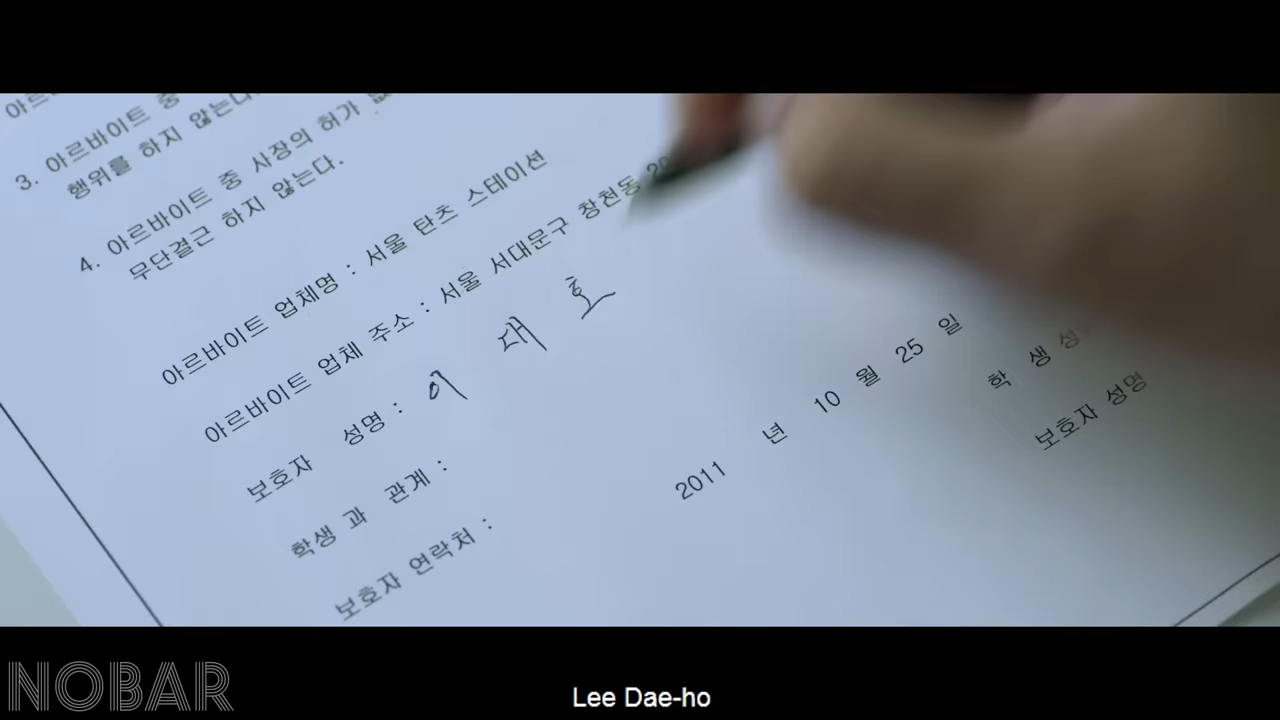 아르
3. 아르바이트 중
행위를 하지 않는다.
4. 아르바이트 중 사장의 허가 없
무단결근 하지 않는다.
아르바이트 업체명 : 서울 탄츠 스테이션
아르바이트 업체 주소 : 서울 서대문구 창천동 20
보호자 성명 : 이 대 호
학생 과 관계 :
보호자 연락처 :
2011 년 10 월 25 일
학 생 성
보호자 성명
NOBAR
Lee Dae-ho